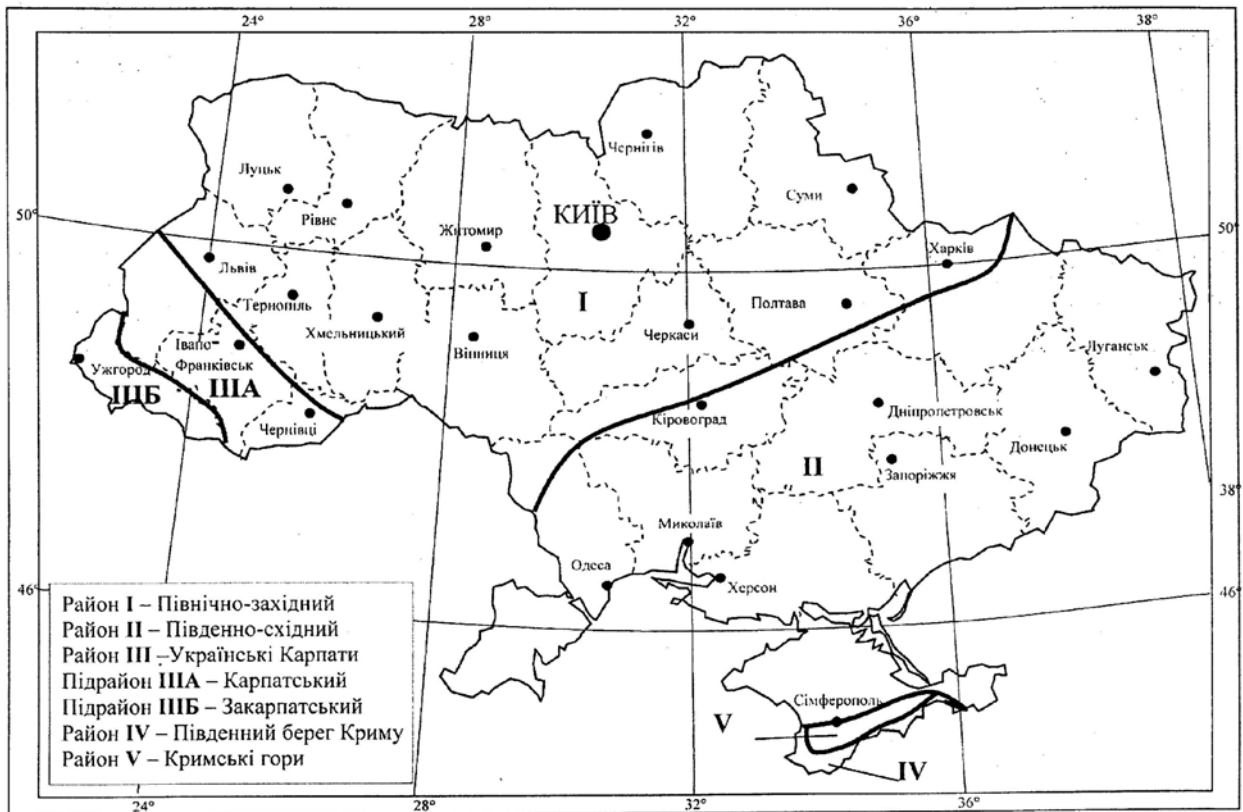 24°
28°
32°
36°
38°
50°
50°
Чернігів
Луцьк
Суми
Рівне
КИЇВ
Житомир
Харків
Львів
Тернопіль
I
Полтава
Хмельницький
Черкаси
Івано-
Франківськ
Вінниця
Луганськ
Ужгород
IIIА
IIIБ
Чернівці
Кіровоград
Дніпропетровськ
Донецьк
II
Запоріжжя
38°
Миколаїв
Одеса
Херсон
46°
46°
Район I – Північно-західний
Район II – Південно-східний
Район III –Українські Карпати
Підрайон IIIА – Карпатський
Підрайон IIIБ – Закарпатський
Район IV – Південний берег Криму
Район V – Кримські гори
Сімферополь
V
IV
24°
28°
32°
36°